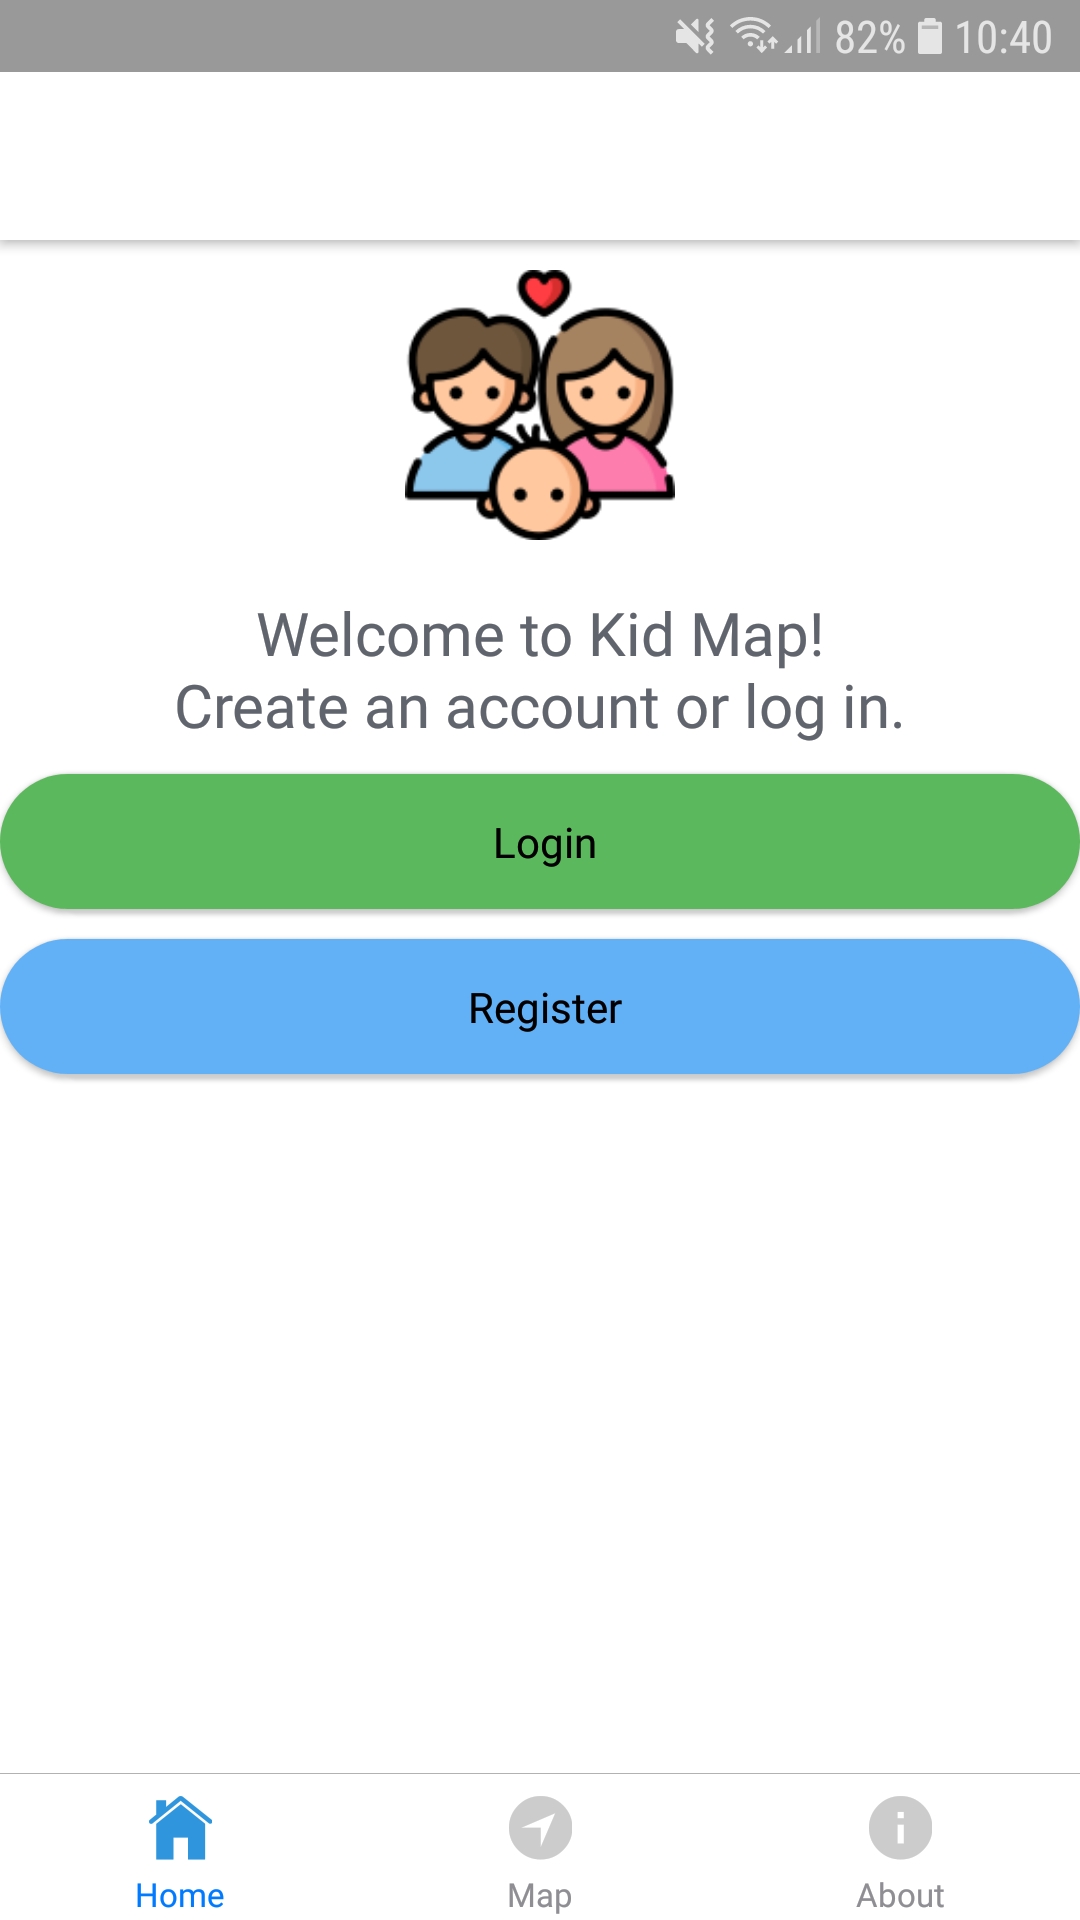 82% 10:40
Welcome to Kid Map!
Create an account or log in.
Login
Register
Home Map About